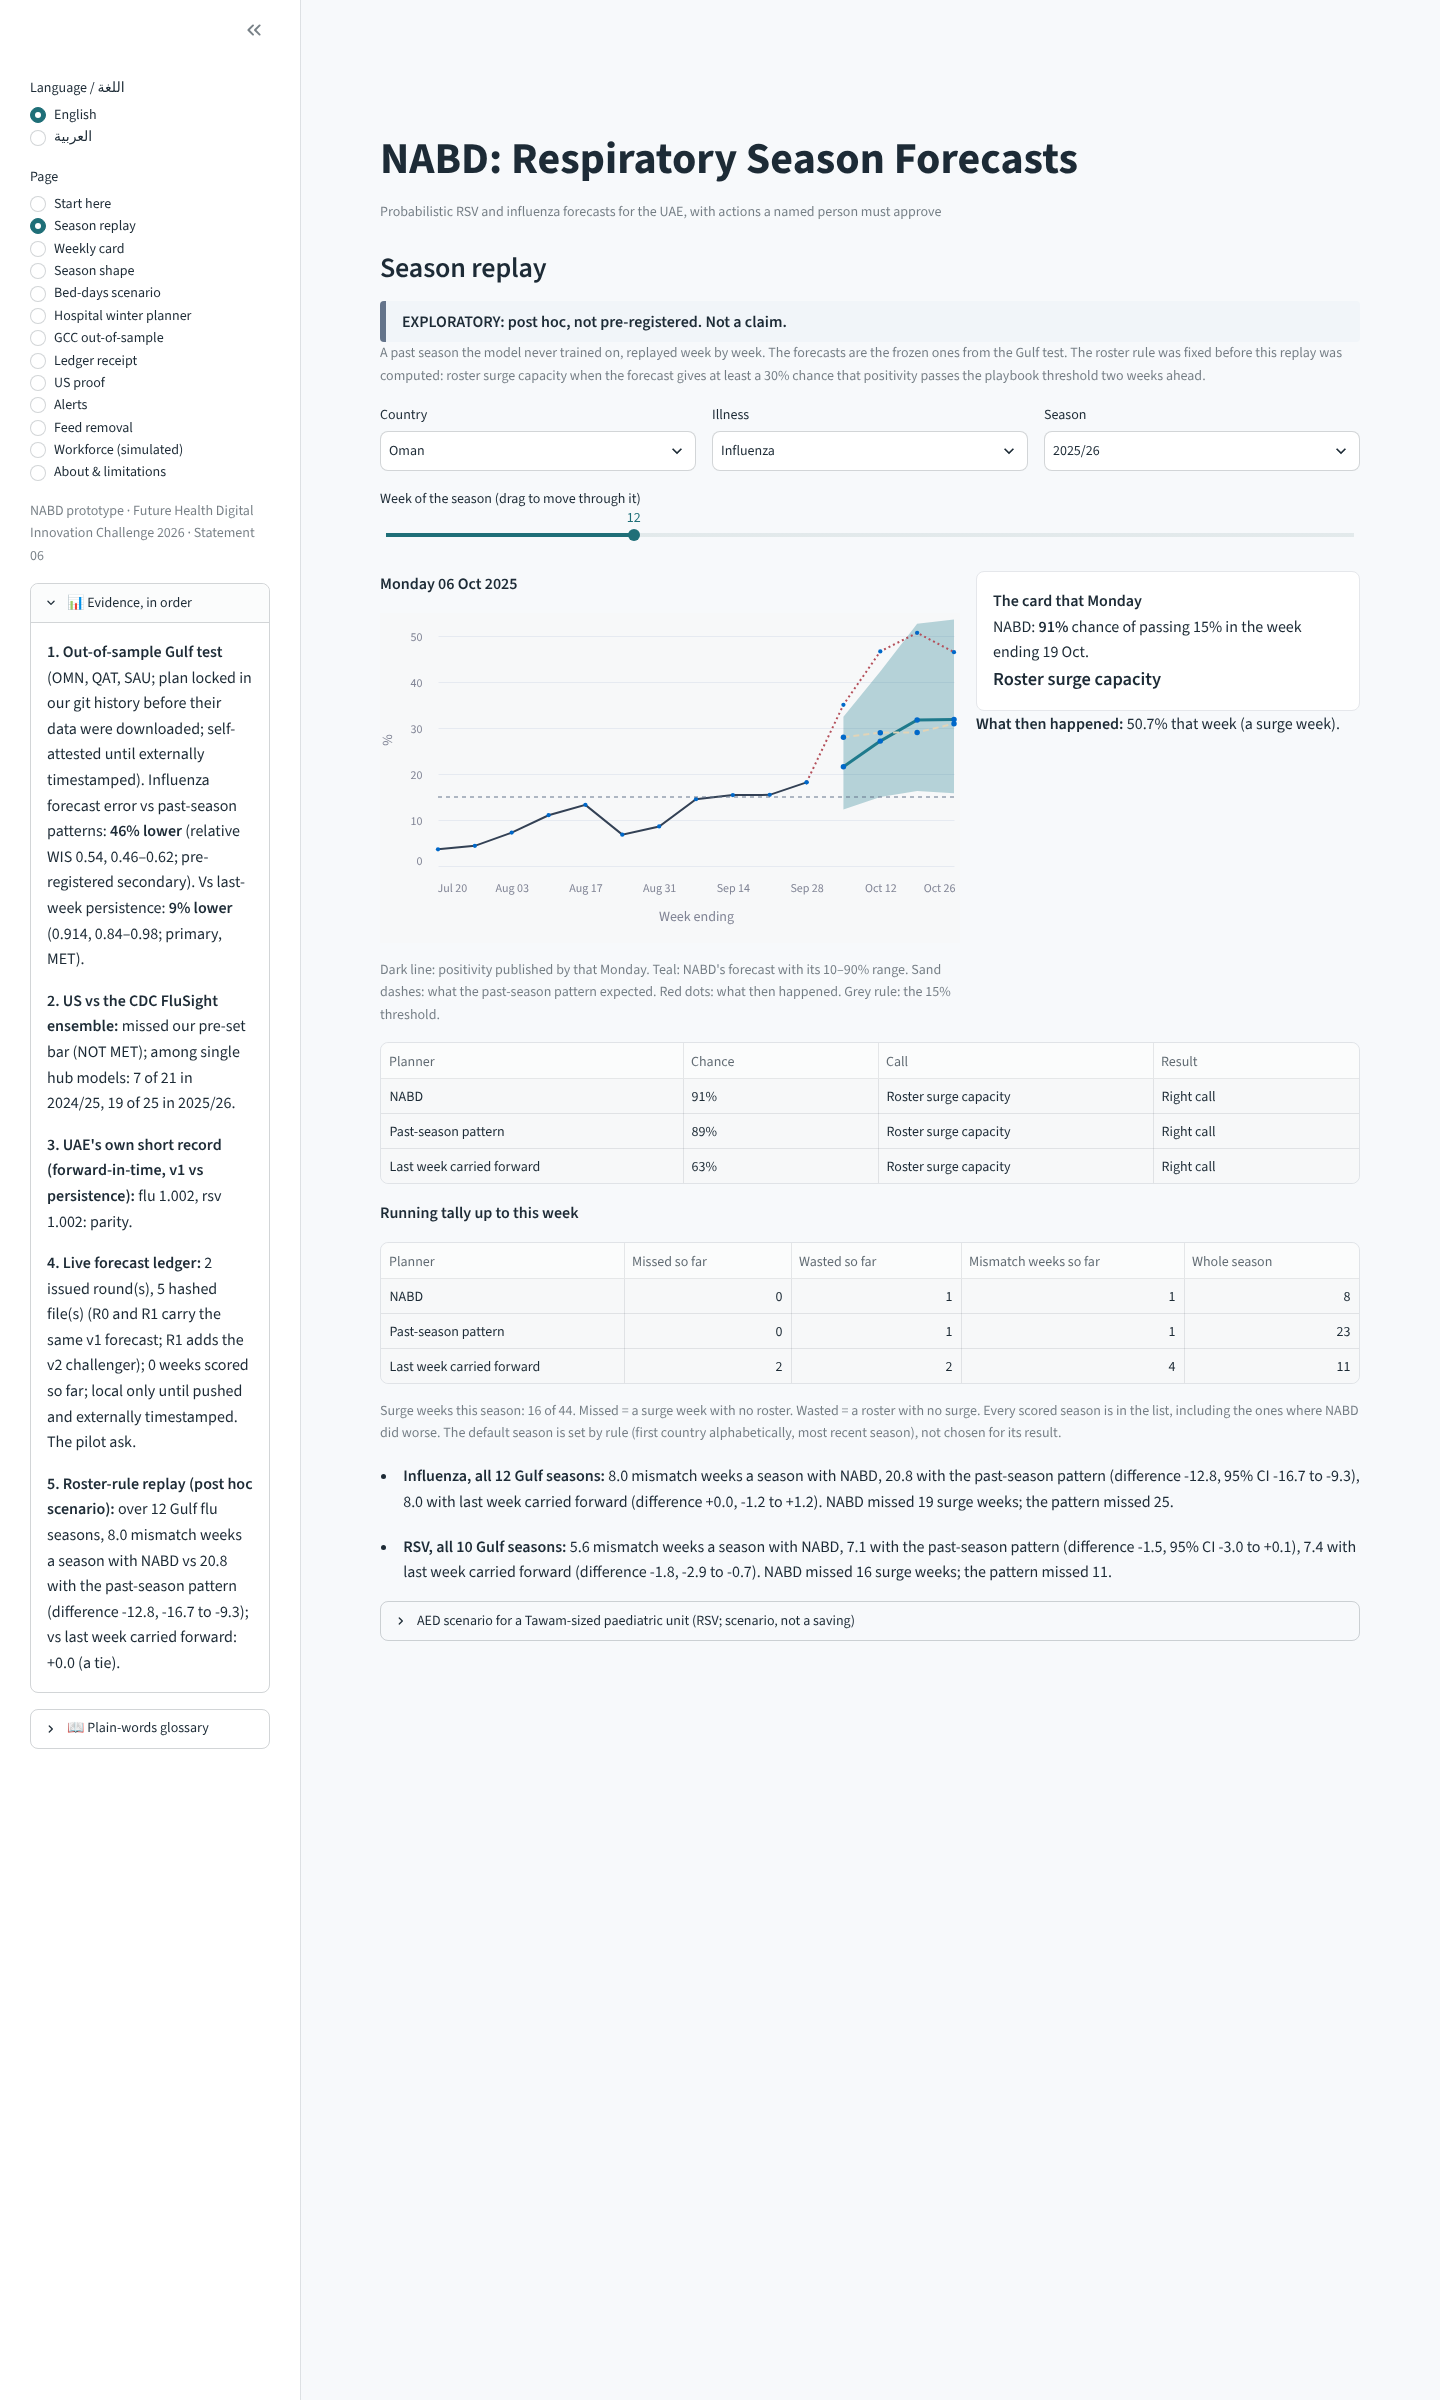 Language / اللغة
English
العربية
Page
Start here
Season replay
Weekly card
Season shape
Bed-days scenario
Hospital winter planner
GCC out-of-sample
Ledger receipt
US proof
Alerts
Feed removal
Workforce (simulated)
About & limitations
NABD prototype · Future Health Digital
Innovation Challenge 2026 · Statement
06
📊 Evidence, in order
1. Out-of-sample Gulf test
(OMN, QAT, SAU; plan locked in
our git history before their
data were downloaded; self-
attested until externally
timestamped). Influenza
forecast error vs past-season
patterns: 46% lower (relative
WIS 0.54, 0.46–0.62; pre-
registered secondary). Vs last-
week persistence: 9% lower
(0.914, 0.84–0.98; primary,
MET).
2. US vs the CDC FluSight
ensemble: missed our pre-set
bar (NOT MET); among single
hub models: 7 of 21 in
2024/25, 19 of 25 in 2025/26.
3. UAE's own short record
(forward-in-time, v1 vs
persistence): flu 1.002, rsv
1.002: parity.
4. Live forecast ledger: 2
issued round(s), 5 hashed
file(s) (R0 and R1 carry the
same v1 forecast; R1 adds the
v2 challenger); 0 weeks scored
so far; local only until pushed
and externally timestamped.
The pilot ask.
5. Roster-rule replay (post hoc
scenario): over 12 Gulf flu
seasons, 8.0 mismatch weeks
a season with NABD vs 20.8
with the past-season pattern
(difference -12.8, -16.7 to -9.3);
vs last week carried forward:
+0.0 (a tie).
📖 Plain-words glossary
NABD: Respiratory Season Forecasts
Probabilistic RSV and influenza forecasts for the UAE, with actions a named person must approve
Season replay
EXPLORATORY: post hoc, not pre-registered. Not a claim.
A past season the model never trained on, replayed week by week. The forecasts are the frozen ones from the Gulf test. The roster rule was fixed before this replay was
computed: roster surge capacity when the forecast gives at least a 30% chance that positivity passes the playbook threshold two weeks ahead.
Country Illness Season
Oman Influenza 2025/26
Week of the season (drag to move through it)
12
Monday 06 Oct 2025
50
40
30
20
10
0
%
Jul 20 Aug 03 Aug 17 Aug 31 Sep 14 Sep 28 Oct 12 Oct 26
Week ending
The card that Monday
NABD: 91% chance of passing 15% in the week
ending 19 Oct.
Roster surge capacity
What then happened: 50.7% that week (a surge week).
Dark line: positivity published by that Monday. Teal: NABD's forecast with its 10–90% range. Sand
dashes: what the past-season pattern expected. Red dots: what then happened. Grey rule: the 15%
threshold.
Planner Chance Call Result
NABD 91% Roster surge capacity Right call
Past-season pattern 89% Roster surge capacity Right call
Last week carried forward 63% Roster surge capacity Right call
Running tally up to this week
Planner Missed so far Wasted so far Mismatch weeks so far Whole season
NABD 0 1 1 8
Past-season pattern 0 1 1 23
Last week carried forward 2 2 4 11
Surge weeks this season: 16 of 44. Missed = a surge week with no roster. Wasted = a roster with no surge. Every scored season is in the list, including the ones where NABD
did worse. The default season is set by rule (first country alphabetically, most recent season), not chosen for its result.
• Influenza, all 12 Gulf seasons: 8.0 mismatch weeks a season with NABD, 20.8 with the past-season pattern (difference -12.8, 95% CI -16.7 to -9.3),
8.0 with last week carried forward (difference +0.0, -1.2 to +1.2). NABD missed 19 surge weeks; the pattern missed 25.
• RSV, all 10 Gulf seasons: 5.6 mismatch weeks a season with NABD, 7.1 with the past-season pattern (difference -1.5, 95% CI -3.0 to +0.1), 7.4 with
last week carried forward (difference -1.8, -2.9 to -0.7). NABD missed 16 surge weeks; the pattern missed 11.
AED scenario for a Tawam-sized paediatric unit (RSV; scenario, not a saving)